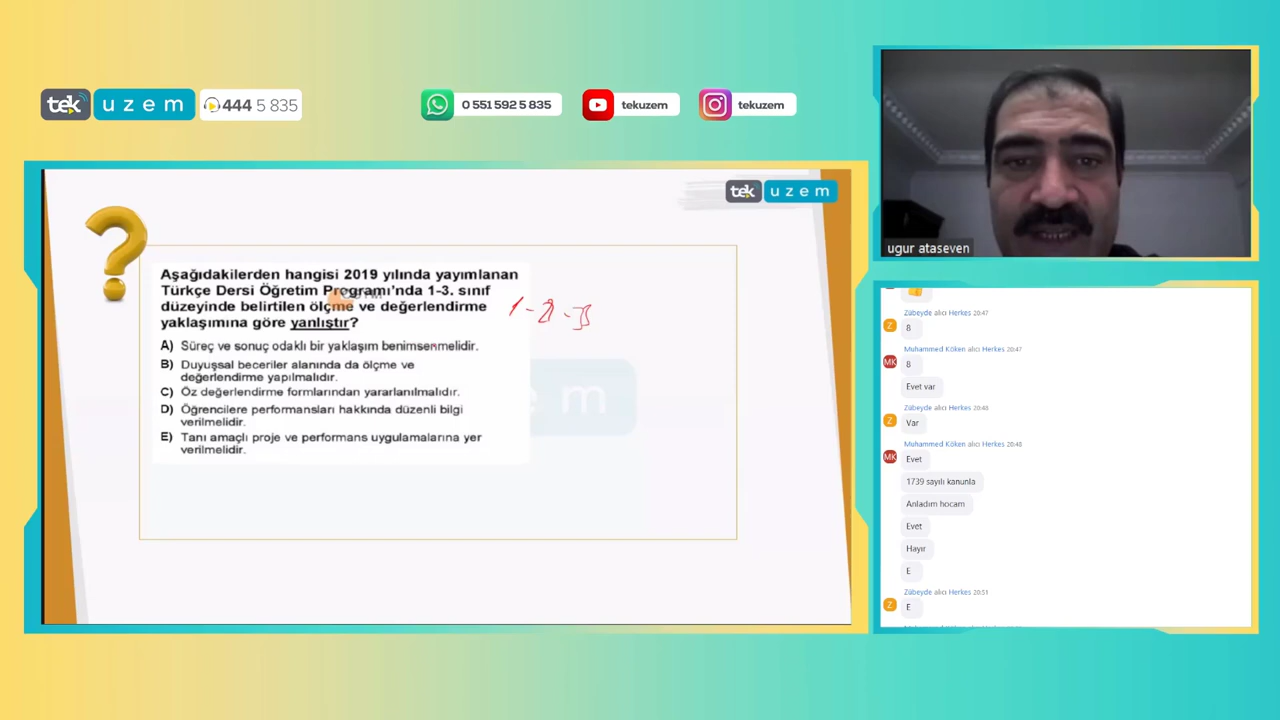 tek uzem 444 5 835
0 551 592 5 835
tekuzem
tekuzem
ugur ataseven
tek uzem
Aşağıdakilerden hangisi 2019 yılında yayımlanan
Türkçe Dersi Öğretim Programı'nda 1-3. sınıf
düzeyinde belirtilen ölçme ve değerlendirme
yaklaşımına göre yanlıştır?
A) Süreç ve sonuç odaklı bir yaklaşım benimsenmelidir.
B) Duyuşsal beceriler alanında da ölçme ve
değerlendirme yapılmalıdır.
C) Öz değerlendirme formlarından yararlanılmalıdır.
D) Öğrencilere performansları hakkında düzenli bilgi
verilmelidir.
E) Tanı amaçlı proje ve performans uygulamalarına yer
verilmelidir.
1-2-3
e m
Zübeyde alıcı Herkes 20:47
Z 8
Muhammed Köken alıcı Herkes 20:47
MK 8
Evet var
Zübeyde alıcı Herkes 20:48
Z Var
Muhammed Köken alıcı Herkes 20:48
MK Evet
1739 sayılı kanunla
Anladım hocam
Evet
Hayır
E
Zübeyde alıcı Herkes 20:51
Z E